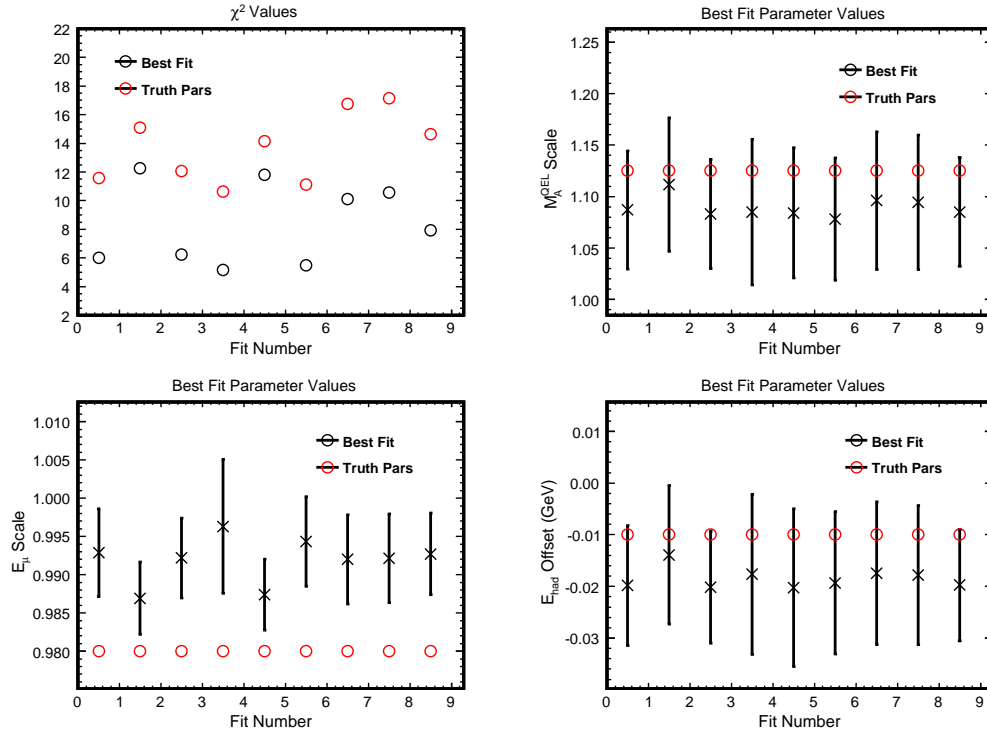 χ² Values
22
20
18
16
14
12
10
8
6
4
2
Best Fit
Truth Pars
0 1 2 3 4 5 6 7 8 9
Fit Number
Best Fit Parameter Values
M_A^QEL Scale
1.25
1.20
1.15
1.10
1.05
1.00
Best Fit
Truth Pars
0 1 2 3 4 5 6 7 8 9
Fit Number
Best Fit Parameter Values
E_μ Scale
1.010
1.005
1.000
0.995
0.990
0.985
0.980
Best Fit
Truth Pars
0 1 2 3 4 5 6 7 8 9
Fit Number
Best Fit Parameter Values
E_had Offset (GeV)
0.00
-0.01
-0.02
-0.03
Best Fit
Truth Pars
0 1 2 3 4 5 6 7 8 9
Fit Number